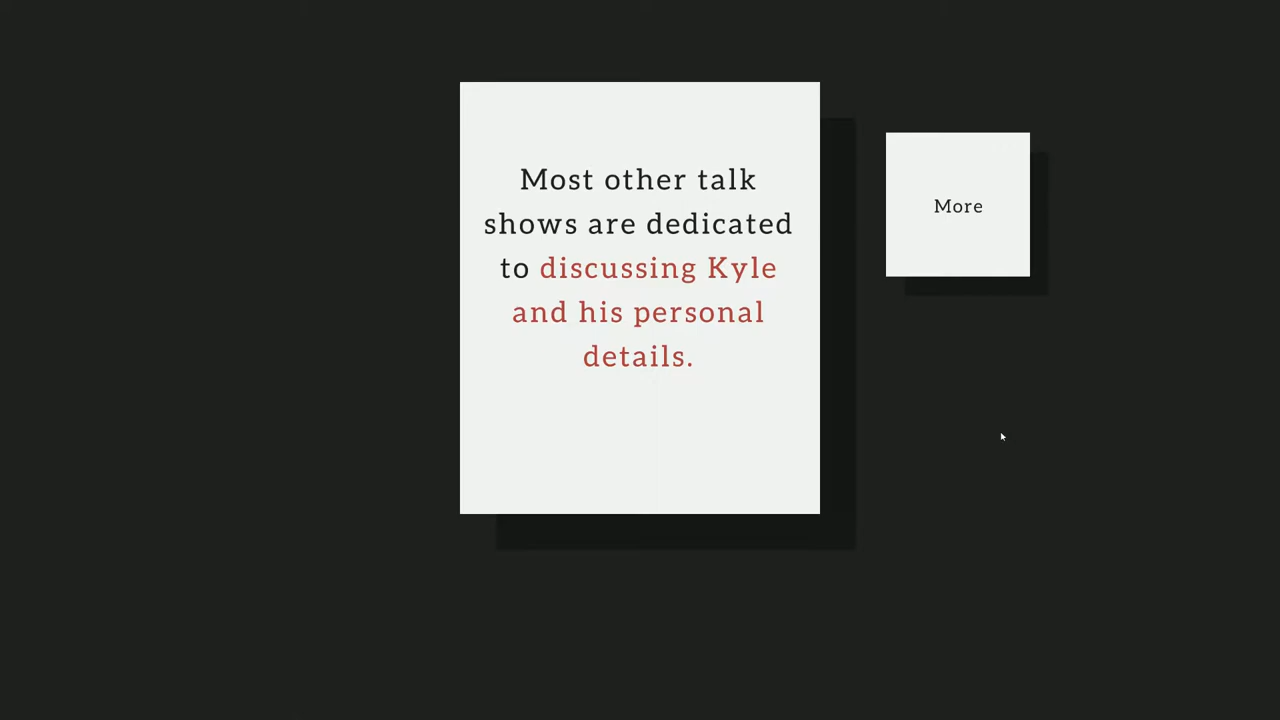 Most other talk
shows are dedicated
to discussing Kyle
and his personal
details.
More